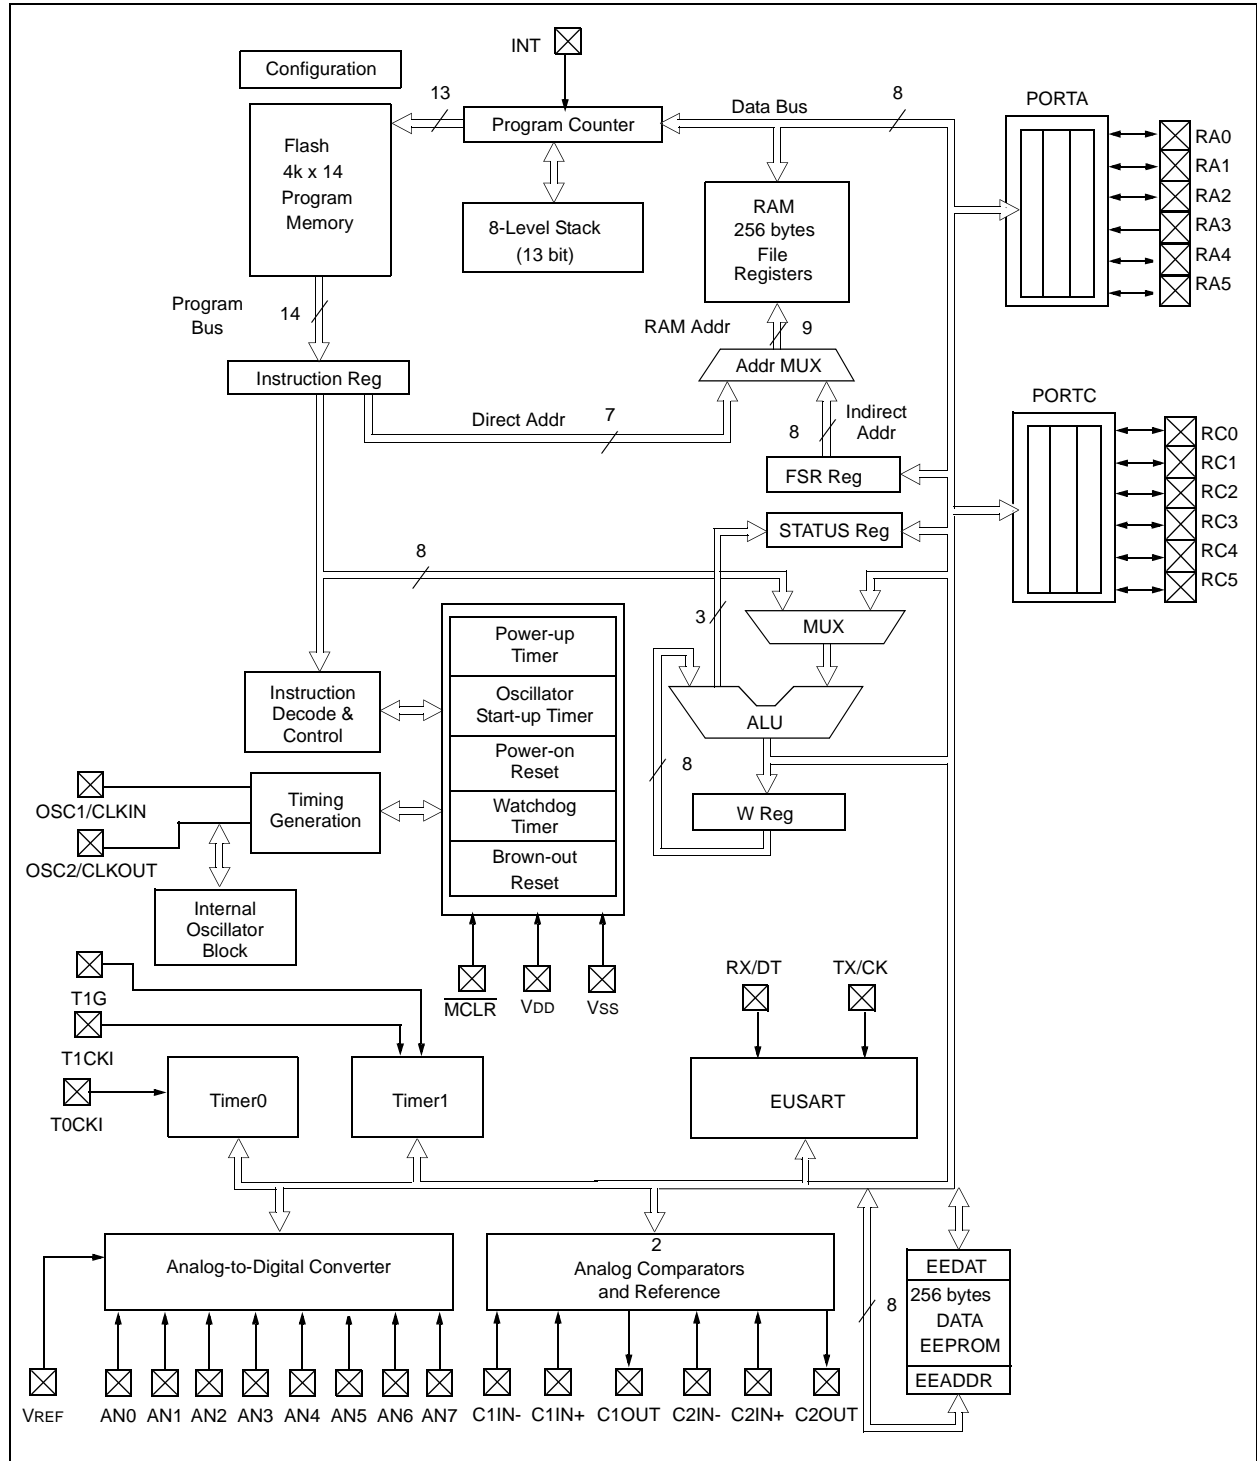 INT
Configuration
13
Program Counter
Data Bus
8
PORTA
Flash
4k x 14
Program
Memory
8-Level Stack
(13 bit)
RAM
256 bytes
File
Registers
RA0
RA1
RA2
RA3
RA4
RA5
Program
Bus
14
RAM Addr
9
Addr MUX
Instruction Reg
Direct Addr
7
8
Indirect
Addr
FSR Reg
PORTC
RC0
RC1
RC2
RC3
RC4
RC5
STATUS Reg
8
3
MUX
Power-up
Timer
Oscillator
Start-up Timer
Power-on
Reset
Watchdog
Timer
Brown-out
Reset
Instruction
Decode &
Control
ALU
8
W Reg
OSC1/CLKIN
Timing
Generation
OSC2/CLKOUT
Internal
Oscillator
Block
MCLR
VDD
VSS
RX/DT
TX/CK
T1G
T1CKI
T0CKI
Timer0
Timer1
EUSART
Analog-to-Digital Converter
2
Analog Comparators
and Reference
8
EEDAT
256 bytes
DATA
EEPROM
EEADDR
VREF
AN0
AN1
AN2
AN3
AN4
AN5
AN6
AN7
C1IN-
C1IN+
C1OUT
C2IN-
C2IN+
C2OUT